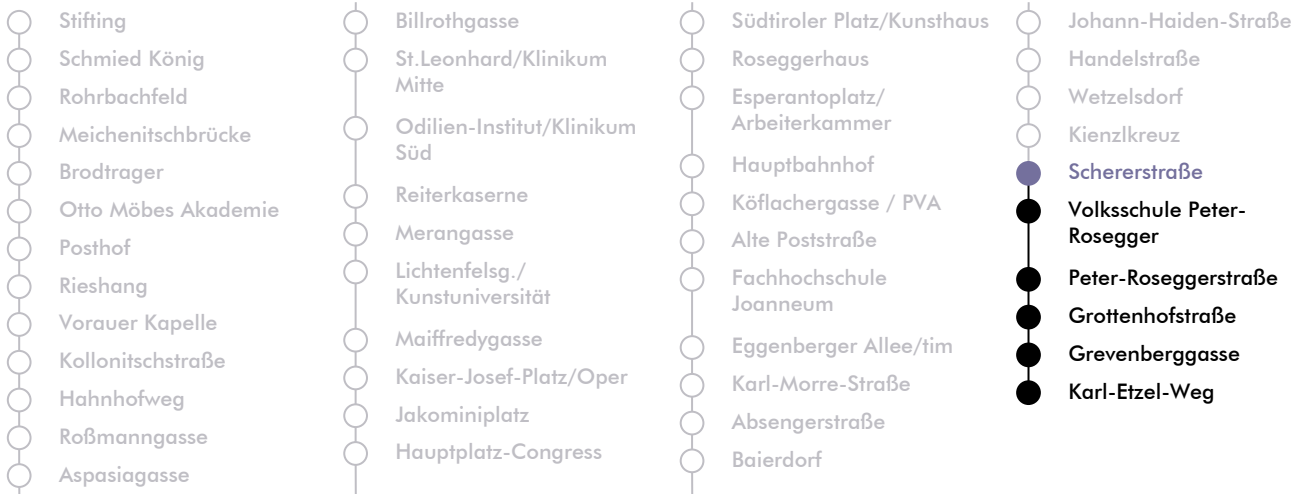 Stifting
Schmied König
Rohrbachfeld
Meichenitschbrücke
Brodtrager
Otto Möbes Akademie
Posthof
Rieshang
Vorauer Kapelle
Kollonitschstraße
Hahnhofweg
Roßmanngasse
Aspasiagasse
Billrothgasse
St.Leonhard/Klinikum
Mitte
Odilien-Institut/Klinikum
Süd
Reiterkaserne
Merangasse
Lichtenfelsg./
Kunstuniversität
Maiffredygasse
Kaiser-Josef-Platz/Oper
Jakominiplatz
Hauptplatz-Congress
Südtiroler Platz/Kunsthaus
Roseggerhaus
Esperantoplatz/
Arbeiterkammer
Hauptbahnhof
Köflachergasse / PVA
Alte Poststraße
Fachhochschule
Joanneum
Eggenberger Allee/tim
Karl-Morre-Straße
Absengerstraße
Baierdorf
Johann-Haiden-Straße
Handelstraße
Wetzelsdorf
Kienzlkreuz
Schererstraße
Volksschule Peter-
Rosegger
Peter-Roseggerstraße
Grottenhofstraße
Grevenberggasse
Karl-Etzel-Weg